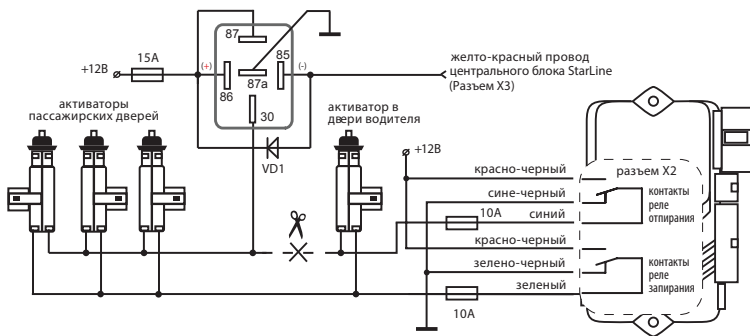 87
85
15А
+12В
(+)
(-)
86
87а
30
желто-красный провод
центрального блока StarLine
(Разъем X3)
активаторы
пассажирских дверей
активатор в
двери водителя
VD1
+12В
разъем X2
красно-черный
сине-черный
контакты
реле
отпирания
10А
синий
красно-черный
зелено-черный
контакты
реле
запирания
зеленый
10А